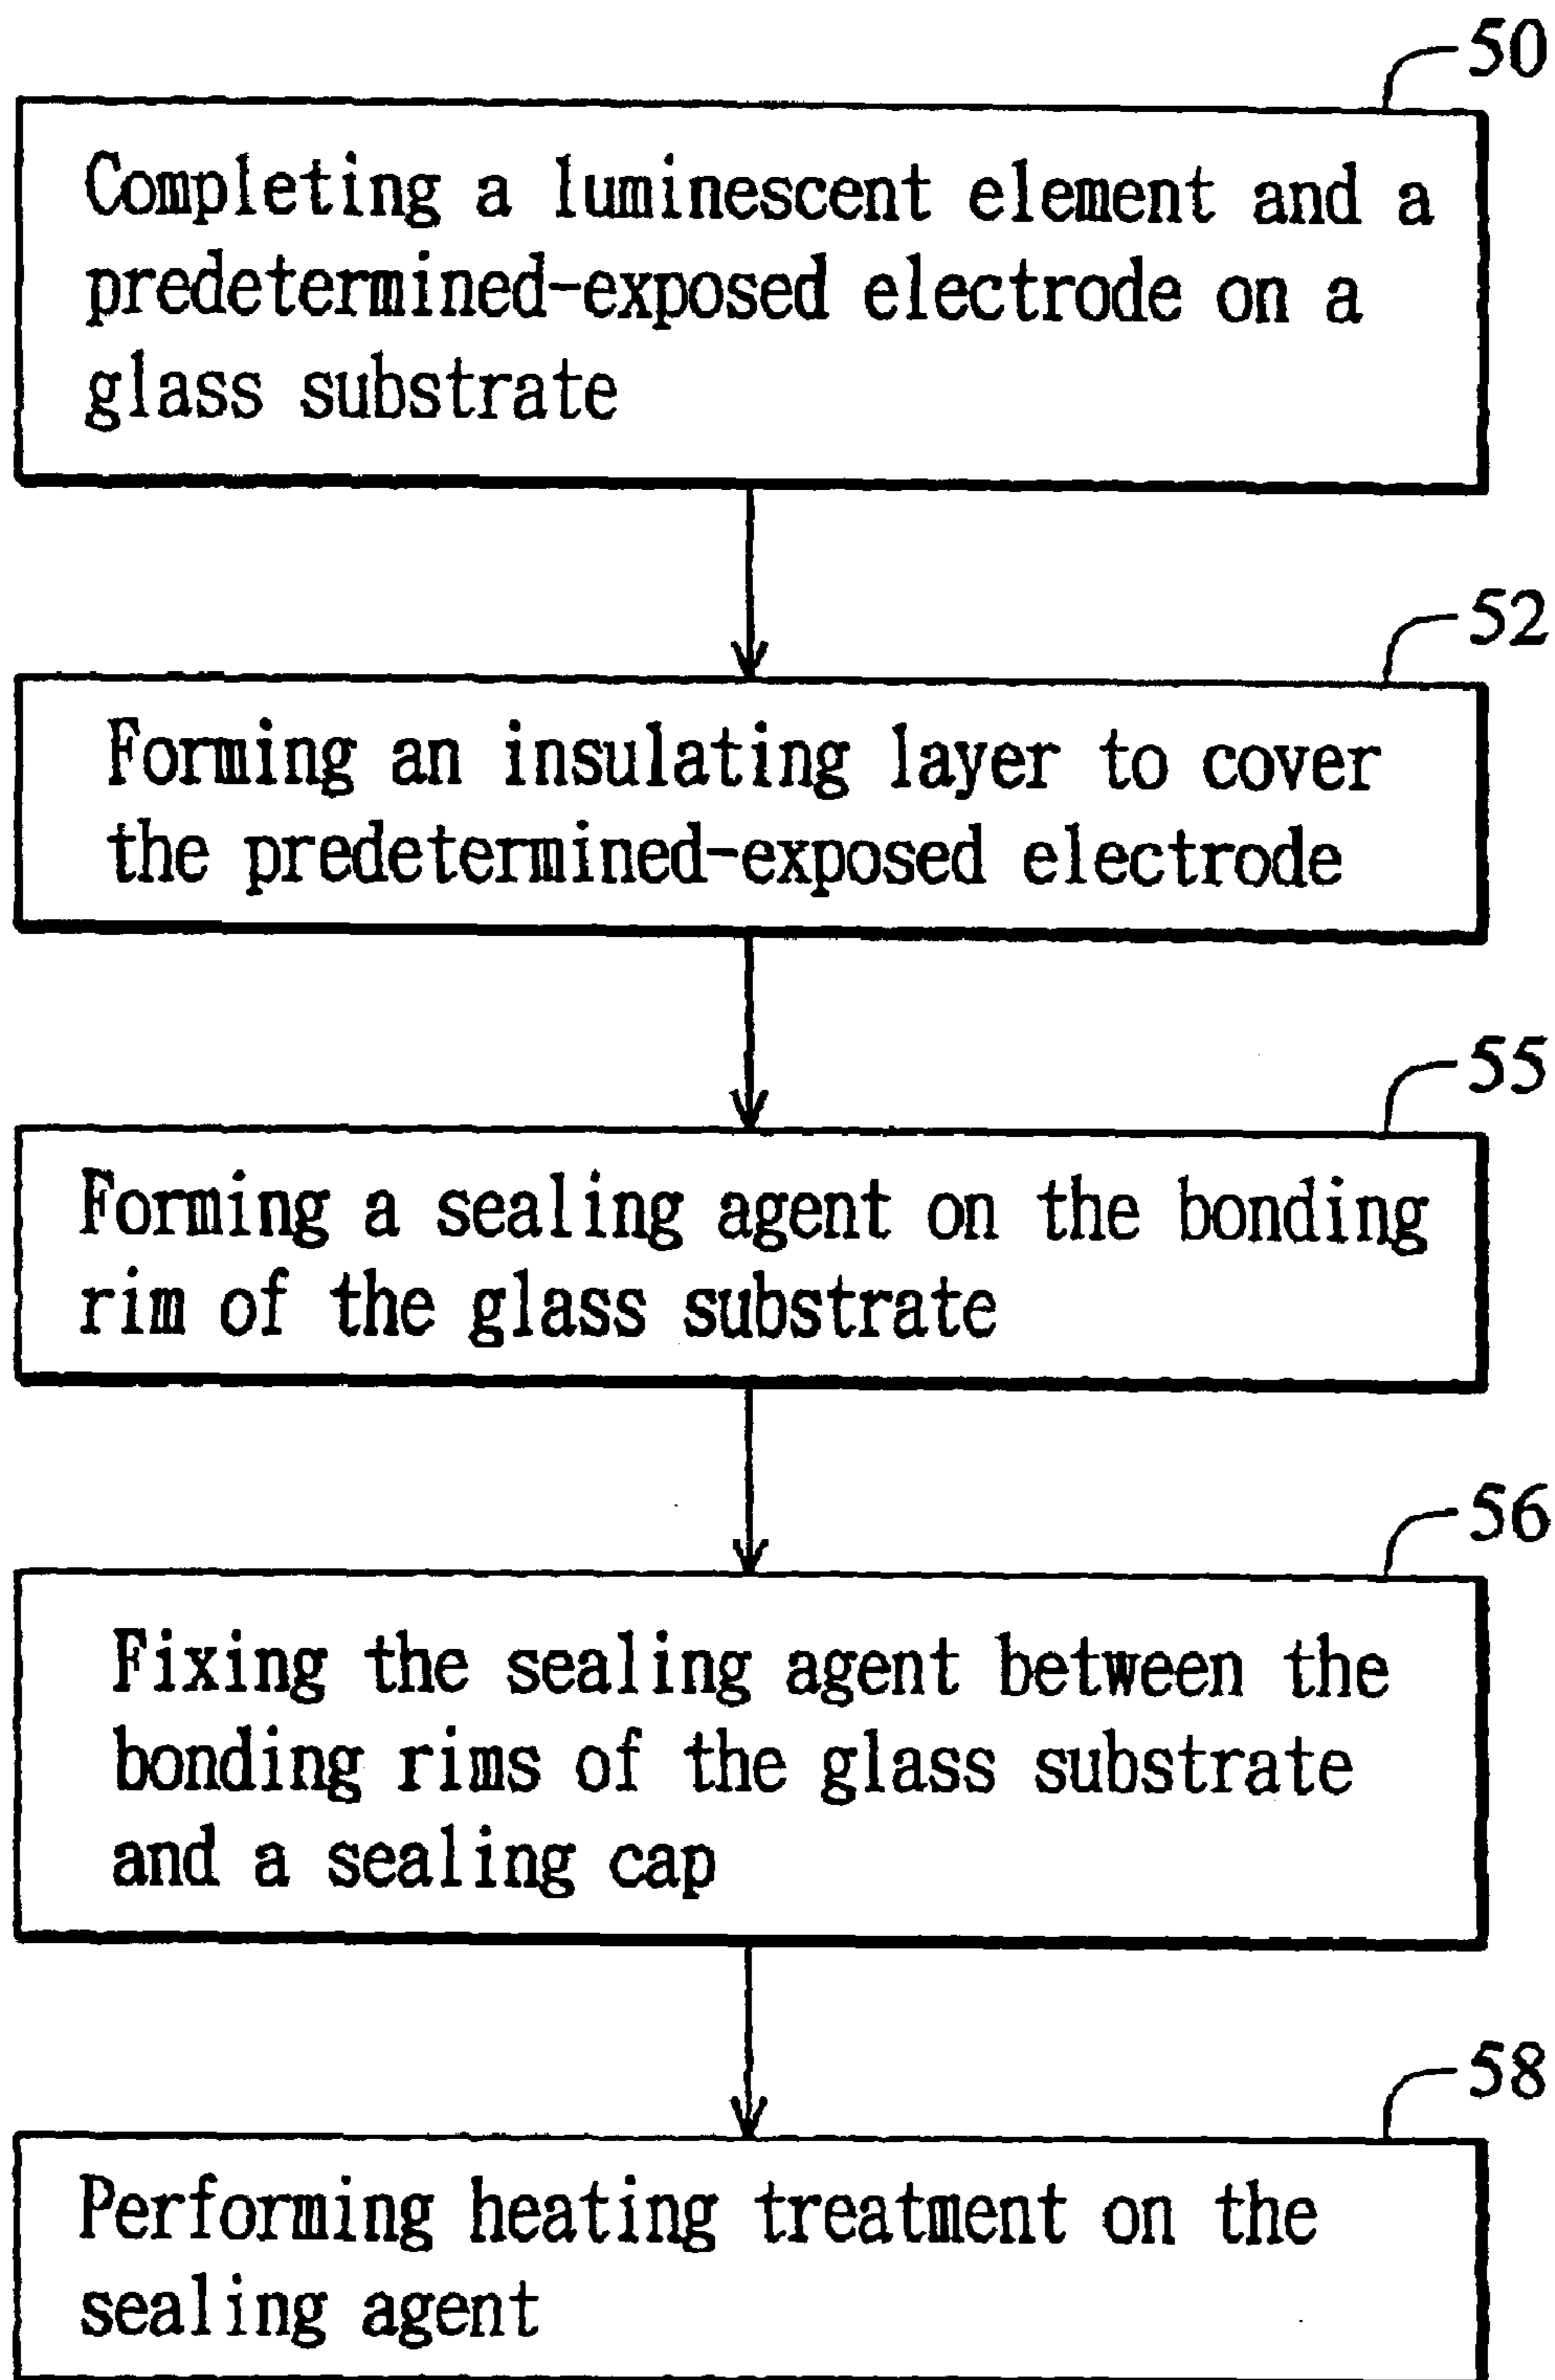 50
Completing a luminescent element and a
predetermined-exposed electrode on a
glass substrate
52
Forming an insulating layer to cover
the predetermined-exposed electrode
55
Forming a sealing agent on the bonding
rim of the glass substrate
56
Fixing the sealing agent between the
bonding rims of the glass substrate
and a sealing cap
58
Performing heating treatment on the
sealing agent